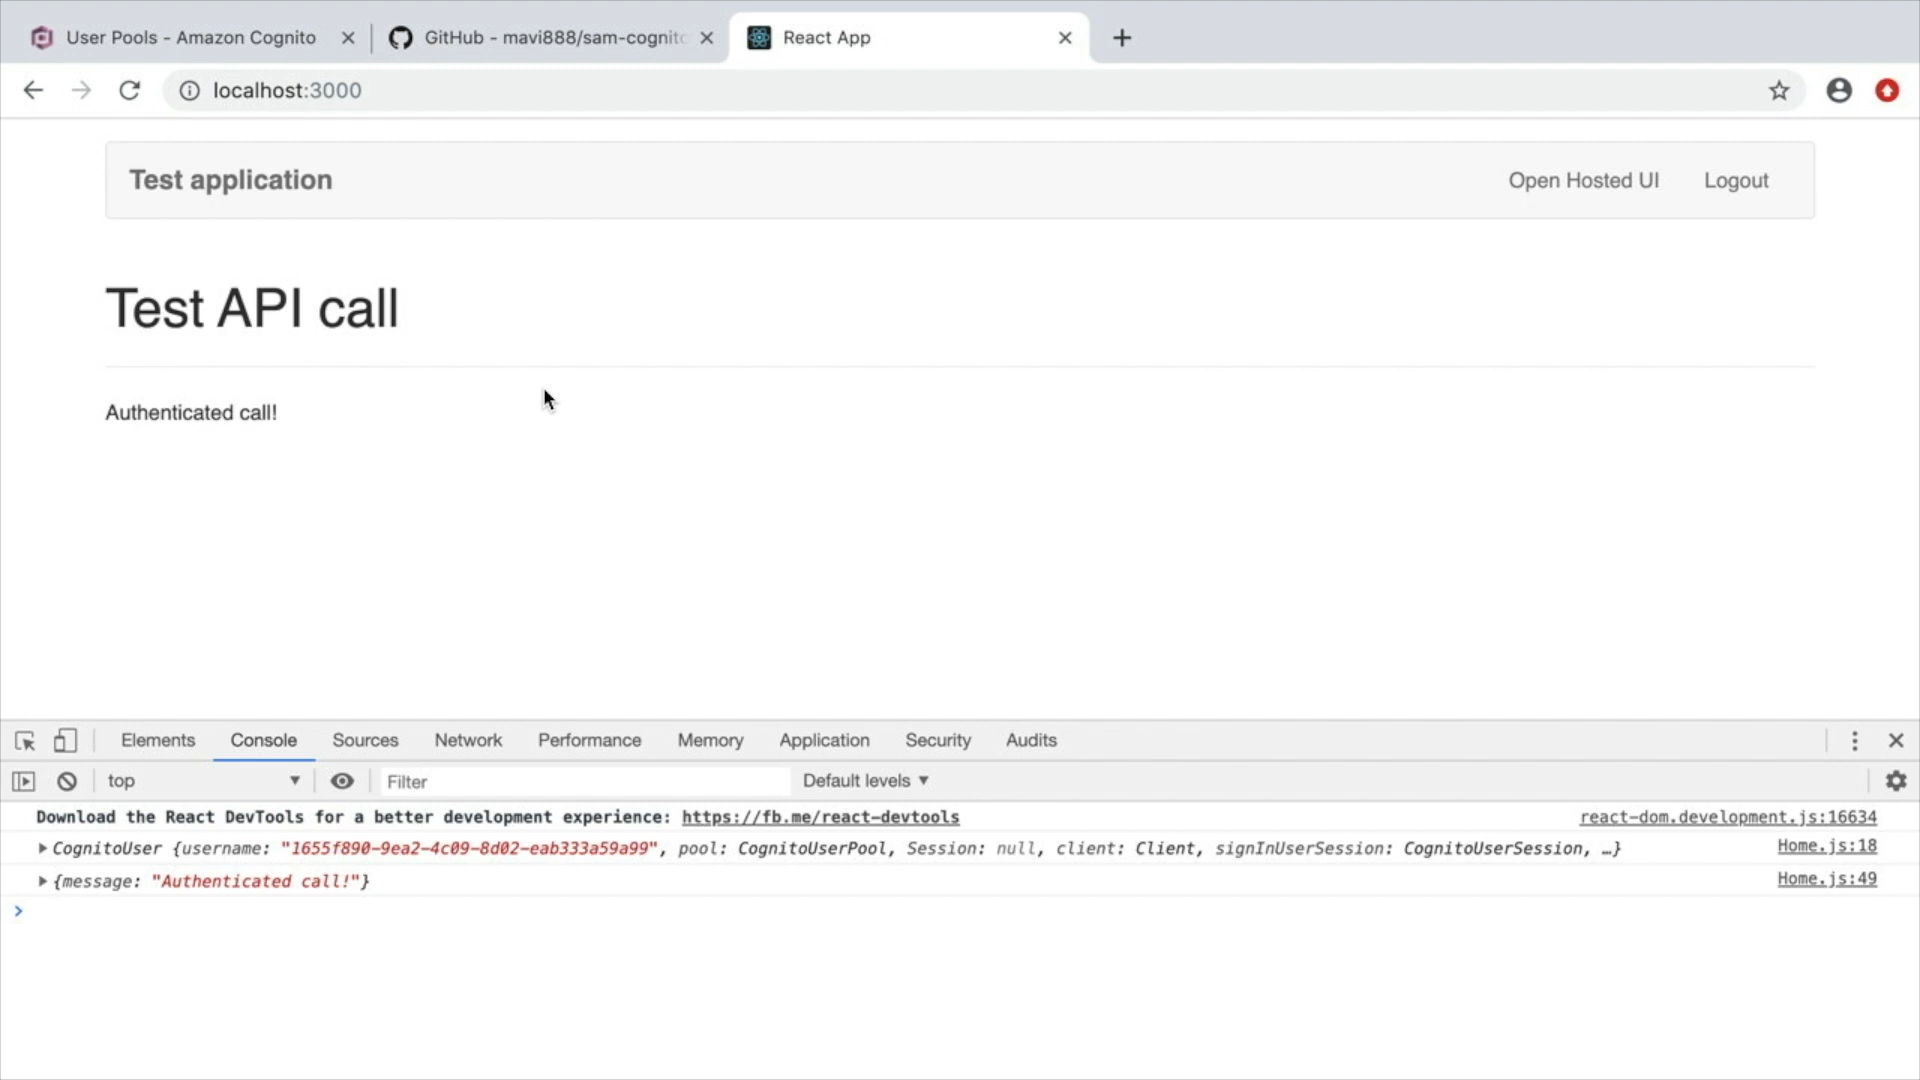 User Pools - Amazon Cognito
GitHub - mavi888/sam-cognito
React App
localhost:3000
Test application
Open Hosted UI
Logout
Test API call
Authenticated call!
Elements
Console
Sources
Network
Performance
Memory
Application
Security
Audits
top
Filter
Default levels
Download the React DevTools for a better development experience: https://fb.me/react-devtools
react-dom.development.js:16634
CognitoUser {username: "1655f890-9ea2-4c09-8d02-eab333a59a99", pool: CognitoUserPool, Session: null, client: Client, signInUserSession: CognitoUserSession, …}
Home.js:18
{message: "Authenticated call!"}
Home.js:49